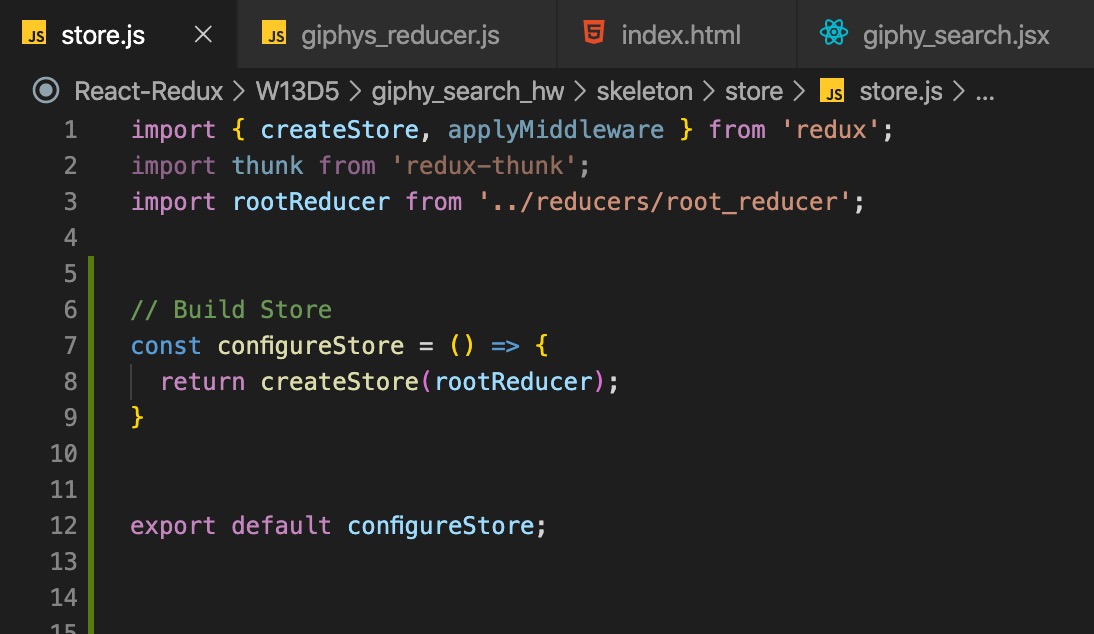 JS store.js × JS giphys_reducer.js 5 index.html giphy_search.jsx
React-Redux > W13D5 > giphy_search_hw > skeleton > store > JS store.js > ...
1 import { createStore, applyMiddleware } from 'redux';
2 import thunk from 'redux-thunk';
3 import rootReducer from '../reducers/root_reducer';
4
5
6 // Build Store
7 const configureStore = () => {
8 return createStore(rootReducer);
9 }
10
11
12 export default configureStore;
13
14
15